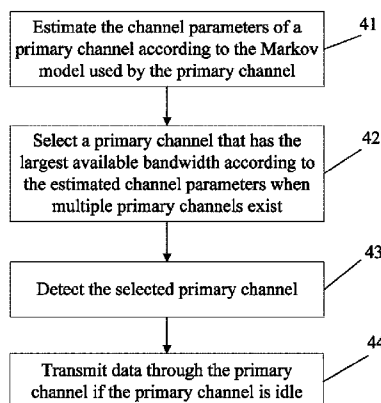 Estimate the channel parameters of a
primary channel according to the Markov
model used by the primary channel
41
Select a primary channel that has the
largest available bandwidth according to
the estimated channel parameters when
multiple primary channels exist
42
Detect the selected primary channel
43
Transmit data through the primary
channel if the primary channel is idle
44